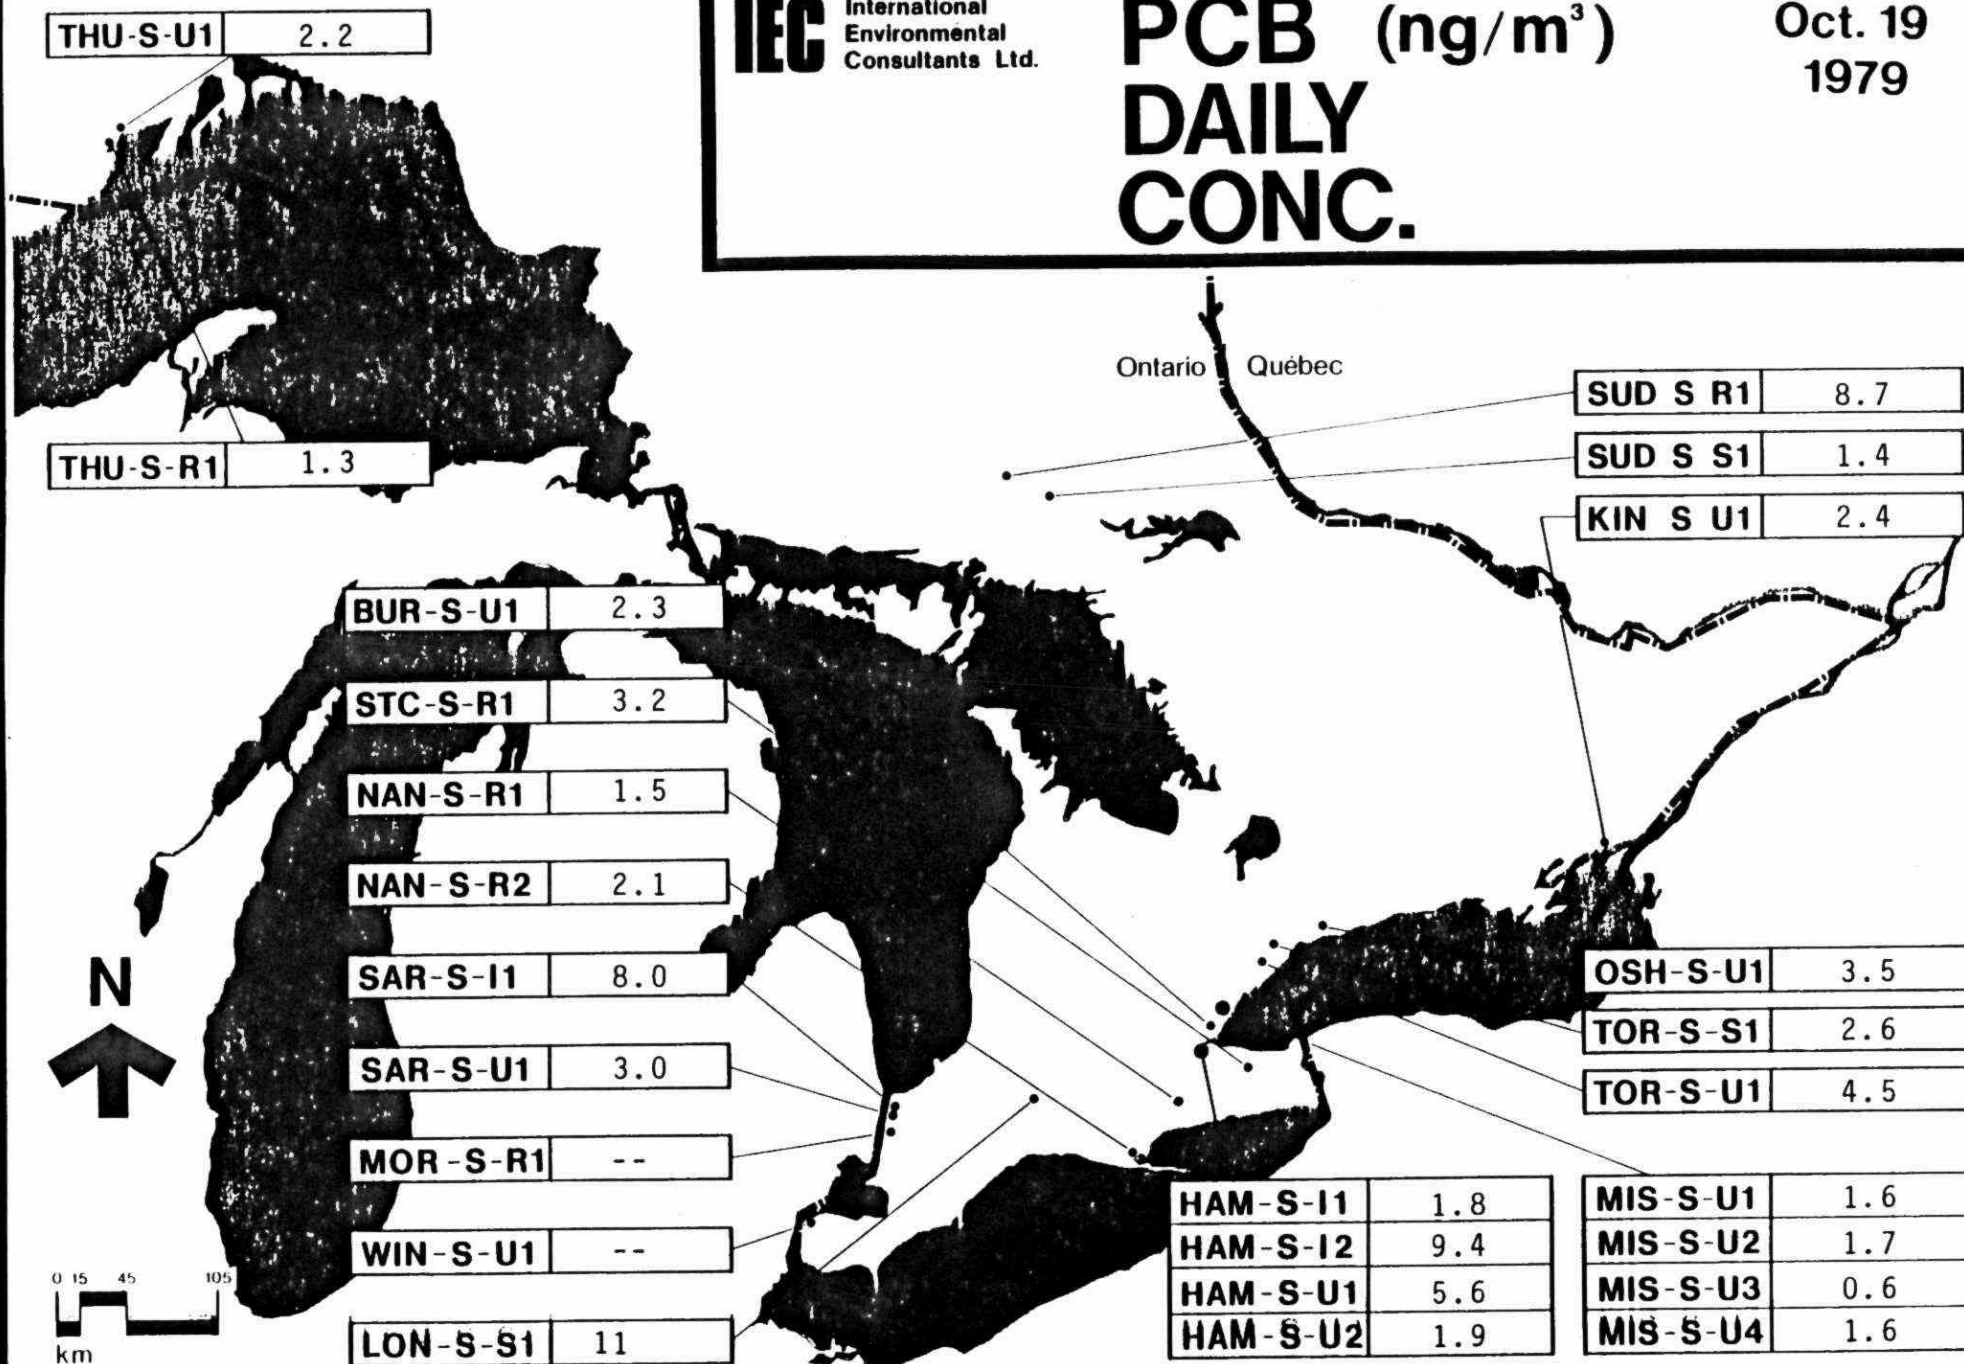 THU-S-U1 2.2
IEC
International
Environmental
Consultants Ltd.
PCB (ng/m³)
DAILY
CONC.
Oct. 19
1979
Ontario Québec
SUD S R1 8.7
SUD S S1 1.4
KIN S U1 2.4
THU-S-R1 1.3
BUR-S-U1 2.3
STC-S-R1 3.2
NAN-S-R1 1.5
NAN-S-R2 2.1
SAR-S-I1 8.0
SAR-S-U1 3.0
MOR-S-R1 --
WIN-S-U1 --
LON-S-S1 11
N
0 15 45 105
km
OSH-S-U1 3.5
TOR-S-S1 2.6
TOR-S-U1 4.5
HAM-S-I1 1.8
HAM-S-I2 9.4
HAM-S-U1 5.6
HAM-S-U2 1.9
MIS-S-U1 1.6
MIS-S-U2 1.7
MIS-S-U3 0.6
MIS-S-U4 1.6